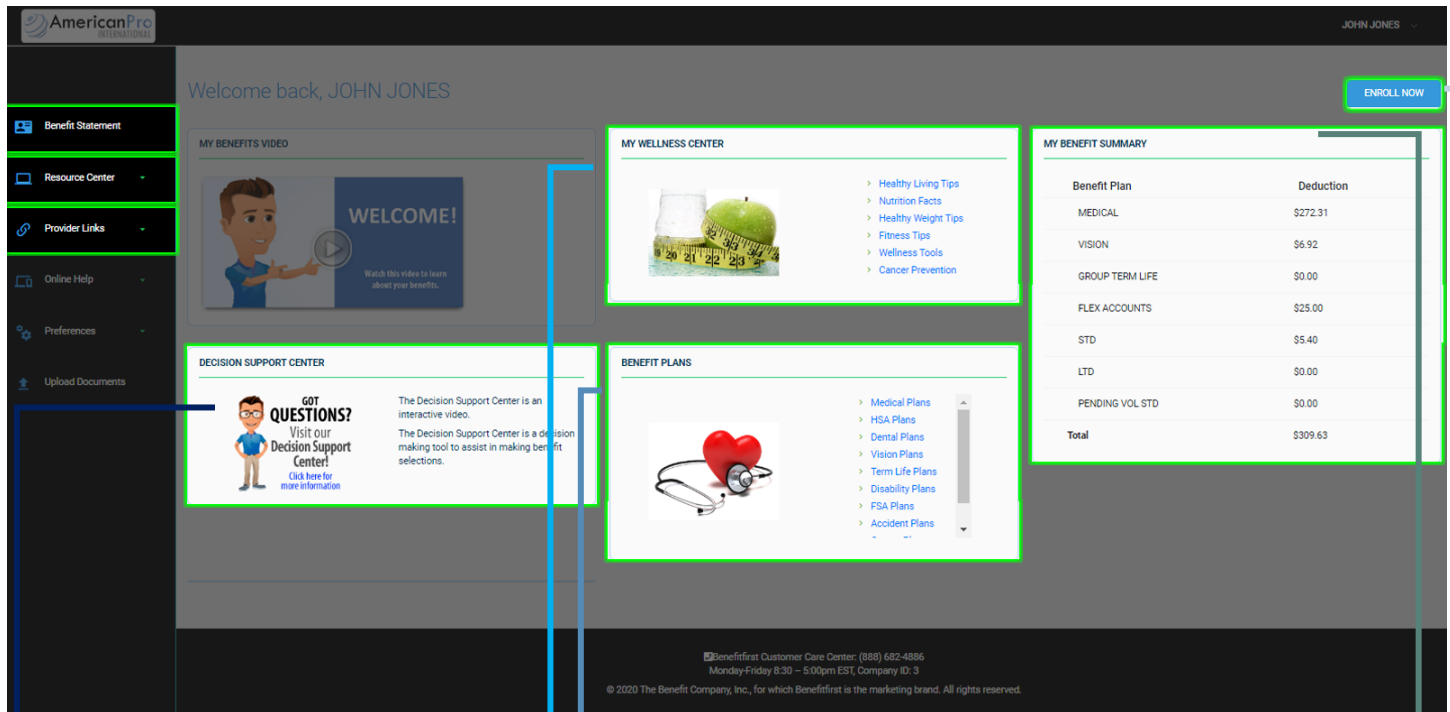 AmericanPro
INTERNATIONAL
JOHN JONES
Welcome back, JOHN JONES
ENROLL NOW
Benefit Statement
Resource Center
Provider Links
Online Help
Preferences
Upload Documents
MY BENEFITS VIDEO
WELCOME!
Watch this video to learn
about your benefits.
MY WELLNESS CENTER
Healthy Living Tips
Nutrition Facts
Healthy Weight Tips
Fitness Tips
Wellness Tools
Cancer Prevention
MY BENEFIT SUMMARY
Benefit Plan Deduction
MEDICAL $272.31
VISION $6.92
GROUP TERM LIFE $0.00
FLEX ACCOUNTS $25.00
STD $5.40
LTD $0.00
PENDING VOL STD $0.00
Total $309.63
DECISION SUPPORT CENTER
GOT
QUESTIONS?
Visit our
Decision Support
Center!
Click here for
more information
The Decision Support Center is an
interactive video.
The Decision Support Center is a decision
making tool to assist in making benefit
selections.
BENEFIT PLANS
Medical Plans
HSA Plans
Dental Plans
Vision Plans
Term Life Plans
Disability Plans
FSA Plans
Accident Plans
Benefitfirst Customer Care Center: (888) 682-4886
Monday-Friday 8:30 – 5:00pm EST, Company ID: 3
© 2020 The Benefit Company, Inc., for which Benefitfirst is the marketing brand. All rights reserved.